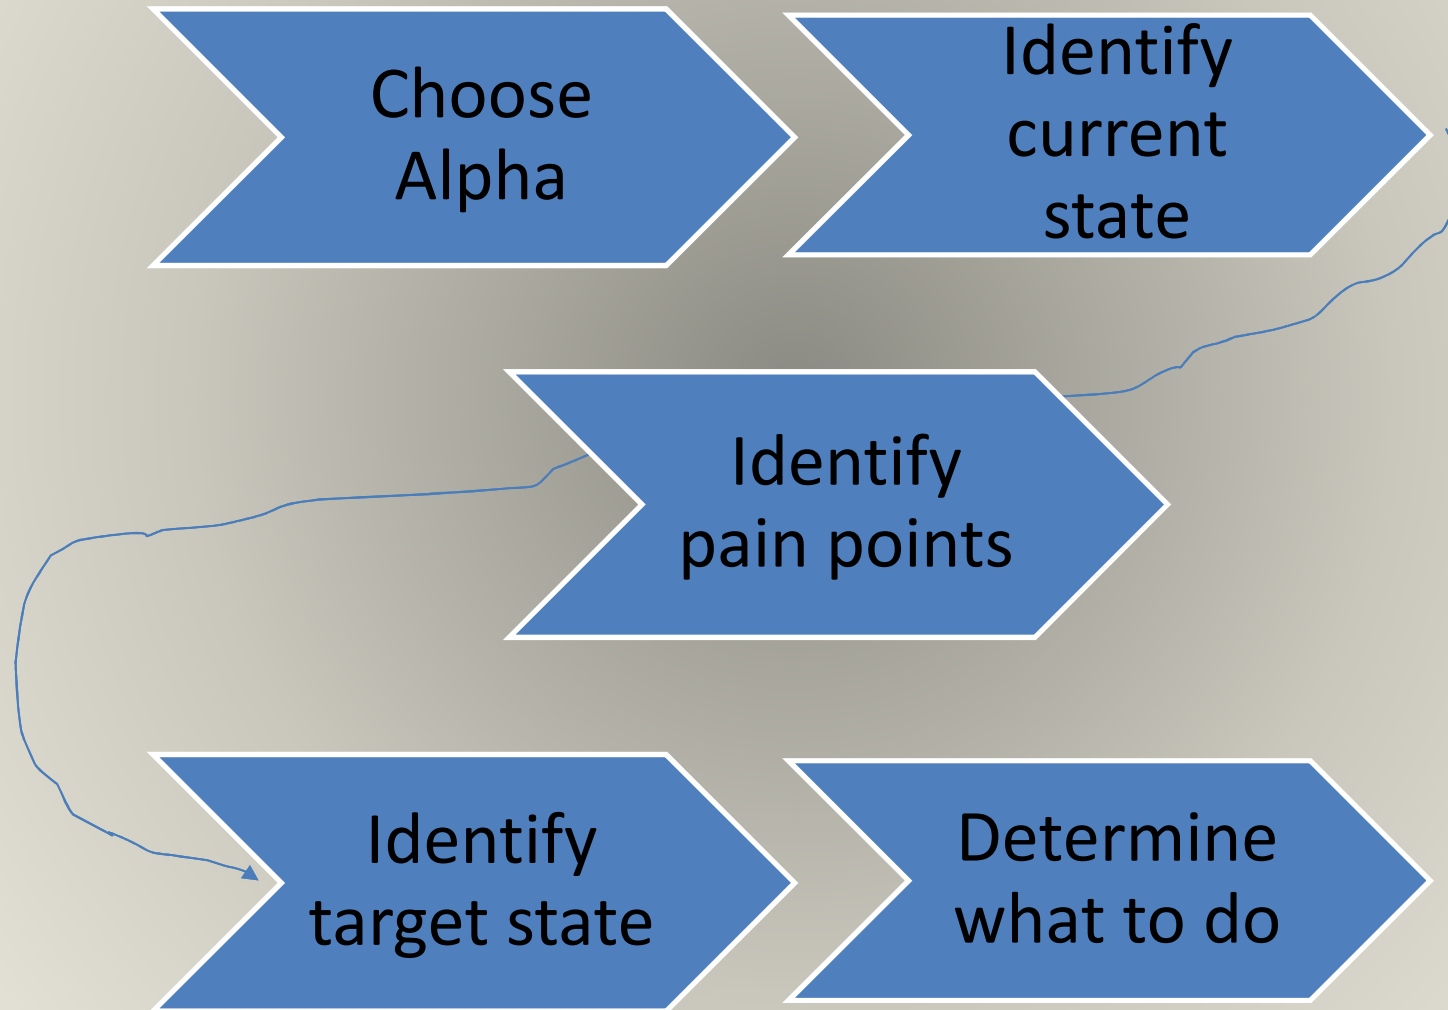 Choose
Alpha
Identify
current
state
Identify
pain points
Identify
target state
Determine
what to do